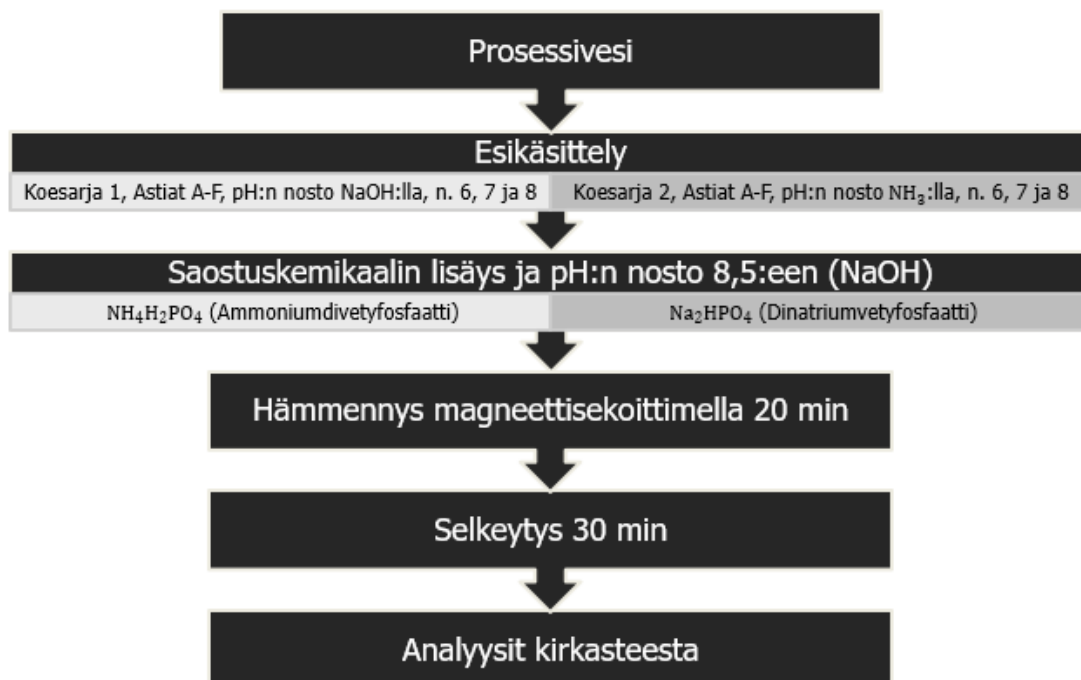 Prosessivesi
Esikäsittely
Koesarja 1, Astiat A-F, pH:n nosto NaOH:lla, n. 6, 7 ja 8
Koesarja 2, Astiat A-F, pH:n nosto NH₃:lla, n. 6, 7 ja 8
Saostuskemikaalin lisäys ja pH:n nosto 8,5:een (NaOH)
NH₄H₂PO₄ (Ammoniumdivetyfosfaatti)
Na₂HPO₄ (Dinatriumvetyfosfaatti)
Hämmennys magneettisekoittimella 20 min
Selkeytys 30 min
Analyysit kirkasteesta